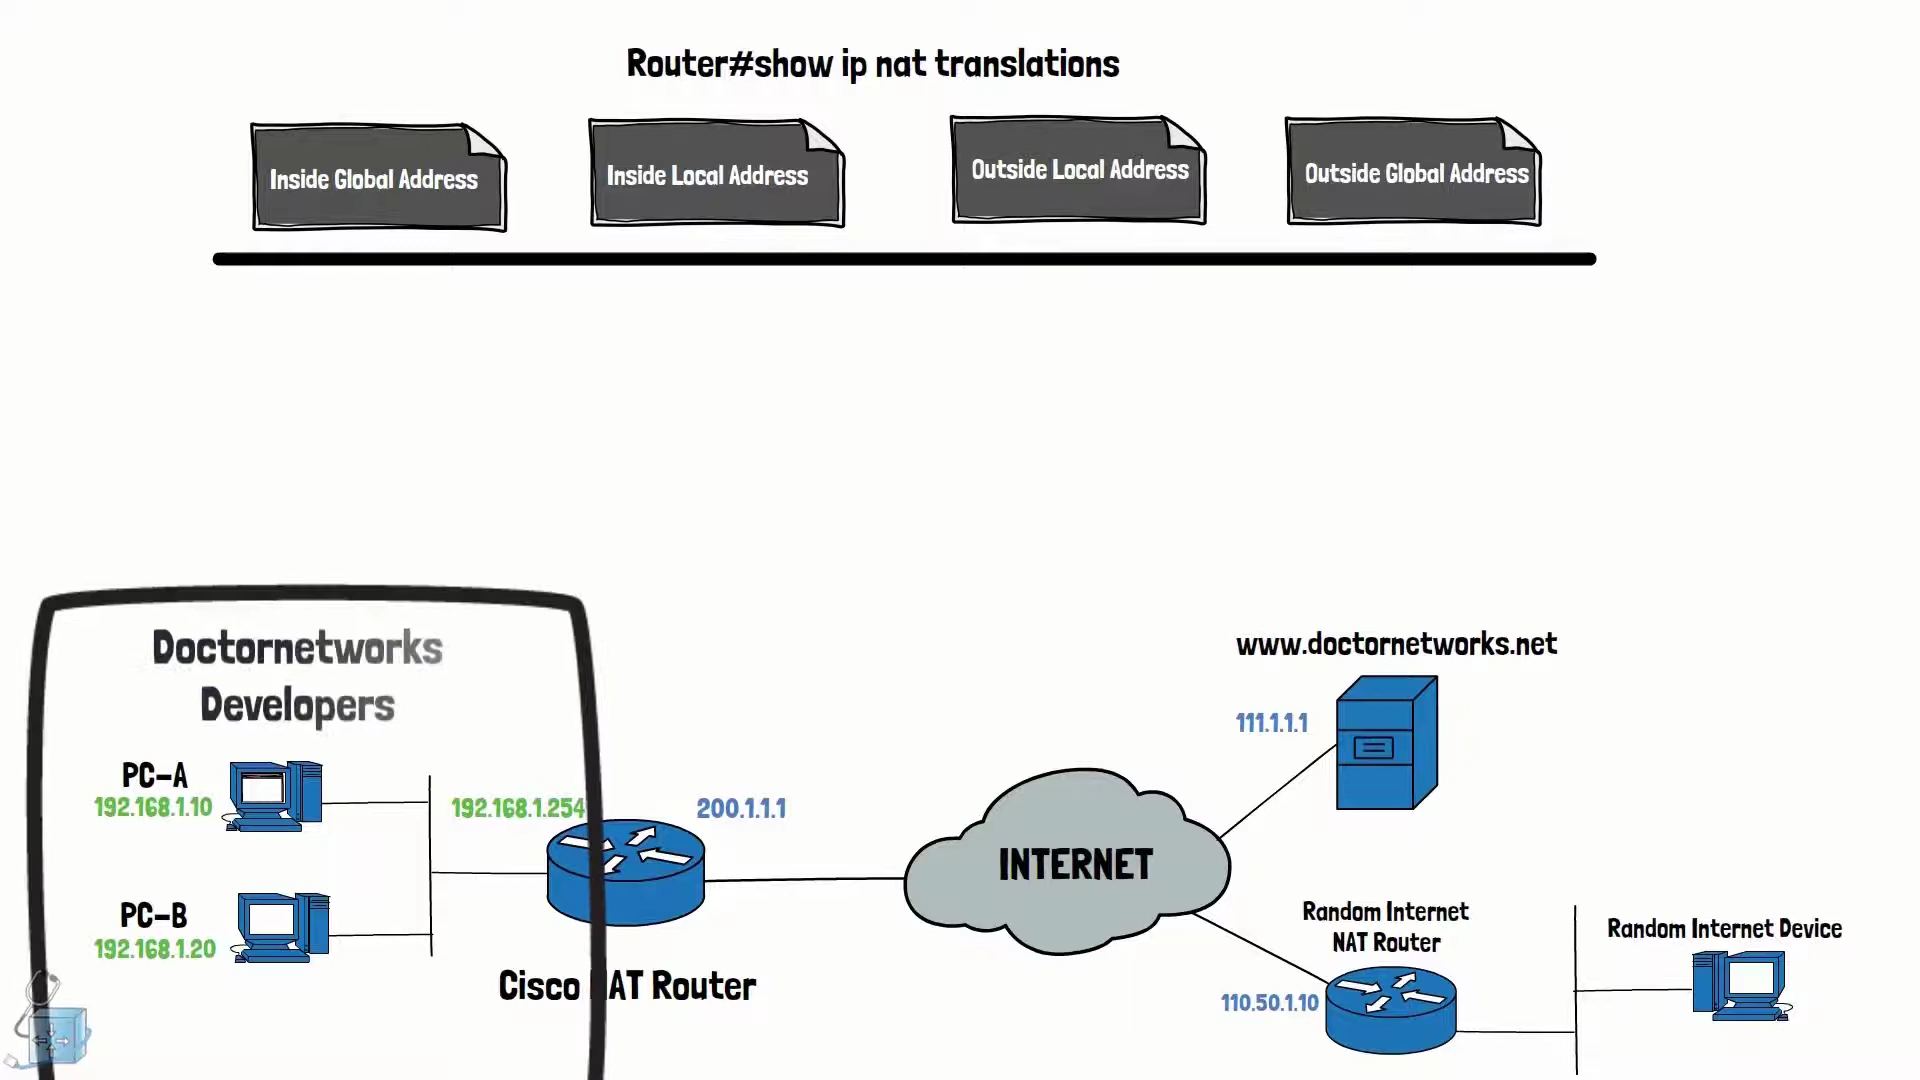 Router#show ip nat translations
Inside Global Address
Inside Local Address
Outside Local Address
Outside Global Address
Doctornetworks
Developers
PC-A
192.168.1.10
192.168.1.254
200.1.1.1
PC-B
192.168.1.20
Cisco NAT Router
INTERNET
www.doctornetworks.net
111.1.1.1
Random Internet
NAT Router
110.50.1.10
Random Internet Device